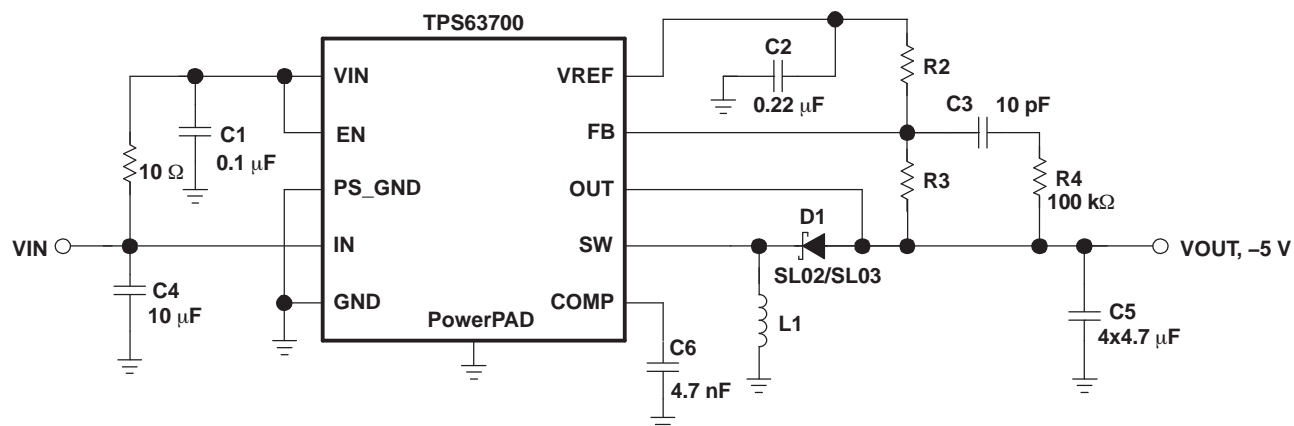 TPS63700
VIN
EN
PS_GND
IN
GND
VREF
FB
OUT
SW
COMP
PowerPAD
C1
0.1 μF
10 Ω
VIN
C4
10 μF
C2
0.22 μF
R2
C3
10 pF
R3
R4
100 kΩ
D1
SL02/SL03
VOUT, –5 V
L1
C5
4x4.7 μF
C6
4.7 nF